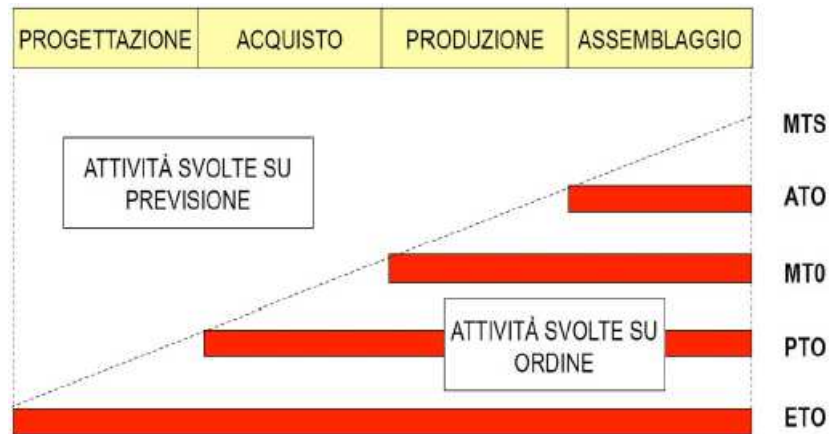 PROGETTAZIONE ACQUISTO PRODUZIONE ASSEMBLAGGIO
MTS
ATTIVITÀ SVOLTE SU
PREVISIONE
ATO
MT0
ATTIVITÀ SVOLTE SU
ORDINE
PTO
ETO